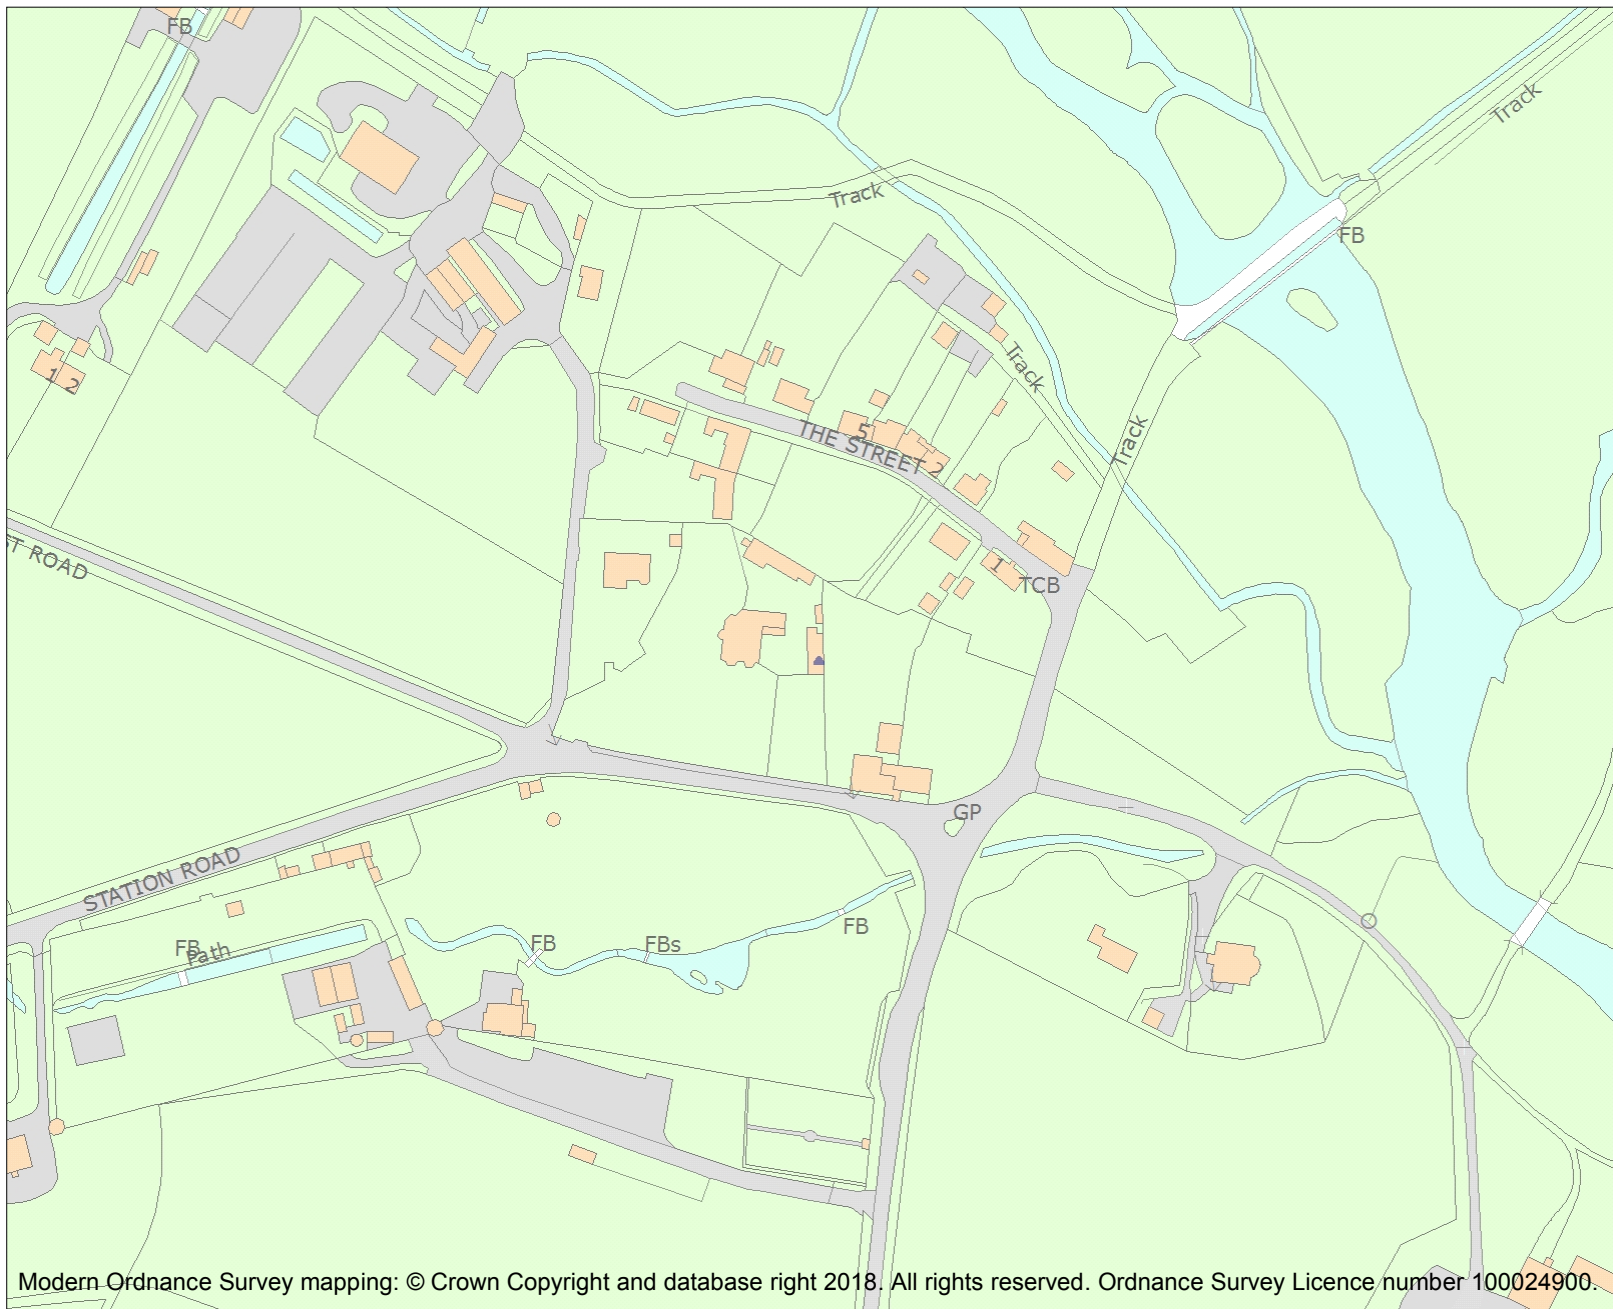 FB
Track
Track
FB
Track
1 2
5
THE STREET
2
Track
ST ROAD
1
TCB
GP
STATION ROAD
FB
FB
Path
FB
FBs
Modern Ordnance Survey mapping: © Crown Copyright and database right 2018. All rights reserved. Ordnance Survey Licence number 100024900.